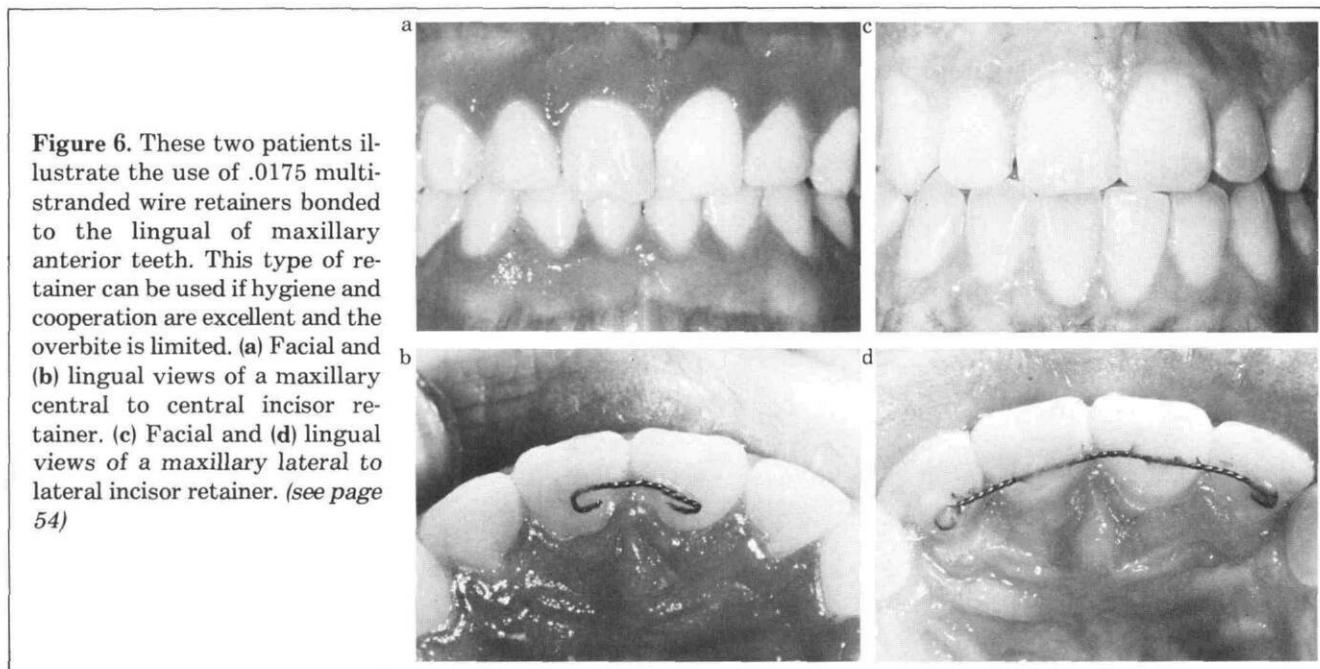 Figure 6. These two patients il-
lustrate the use of .0175 multi-
stranded wire retainers bonded
to the lingual of maxillary
anterior teeth. This type of re-
tainer can be used if hygiene and
cooperation are excellent and the
overbite is limited. (a) Facial and
(b) lingual views of a maxillary
central to central incisor re-
tainer. (c) Facial and (d) lingual
views of a maxillary lateral to
lateral incisor retainer. (see page
54)
a
c
b
d